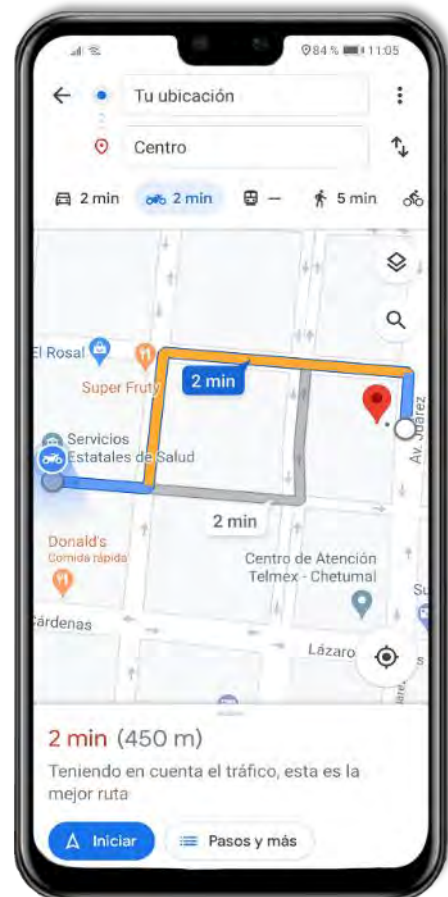 84 % 11:05
Tu ubicación
Centro
2 min 2 min — 5 min
El Rosal
Super Fruty
2 min
Servicios
Estatales de Salud
Av. Juárez
2 min
Donald's
Comida rápida
Centro de Atención
Telmex - Chetumal
Su
árdenas
Lázaro
2 min (450 m)
Teniendo en cuenta el tráfico, esta es la
mejor ruta
Iniciar Pasos y más